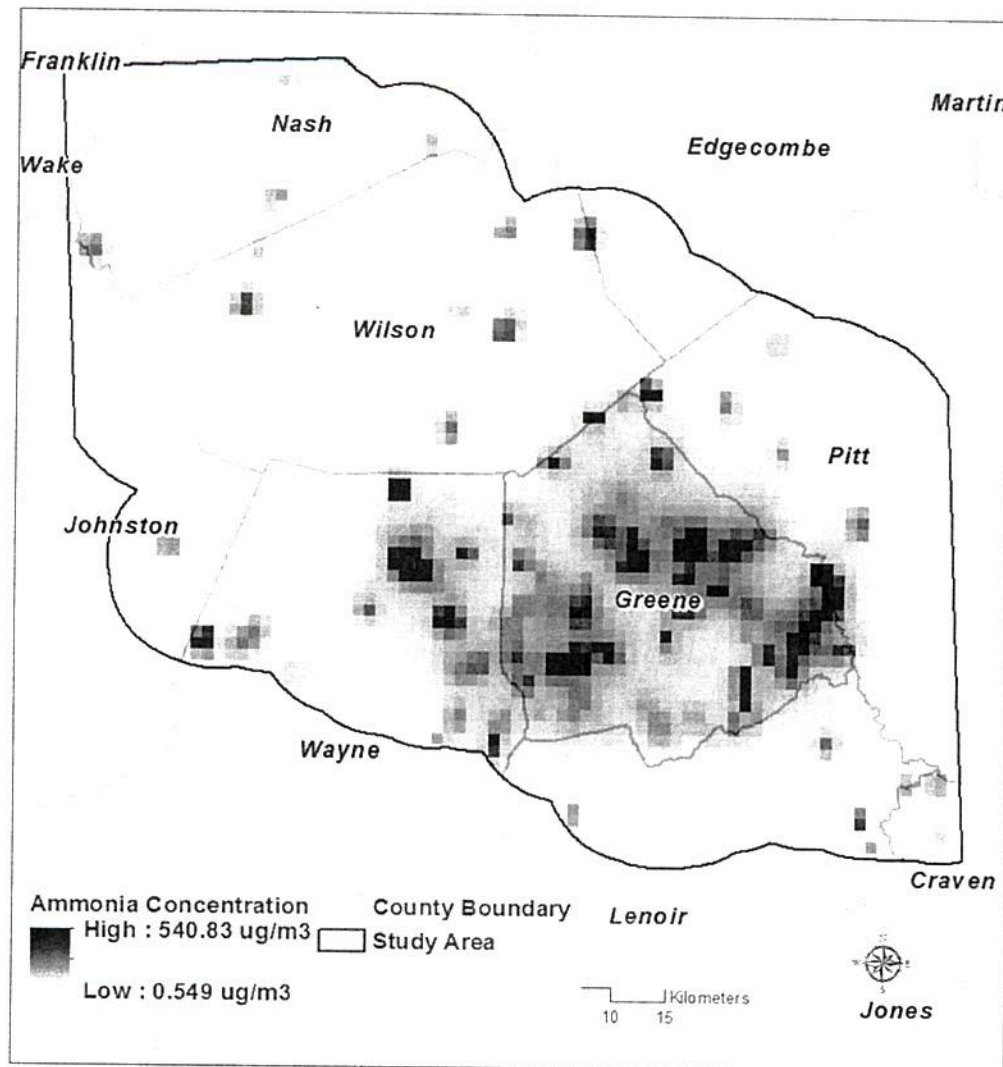 Franklin
Nash
Martin
Edgecombe
Wake
Wilson
Pitt
Johnston
Greene
Wayne
Craven
Ammonia Concentration
High : 540.83 ug/m3
Low : 0.549 ug/m3
County Boundary
Study Area
Lenoir
N
E
S
W
Kilometers
10 15
Jones